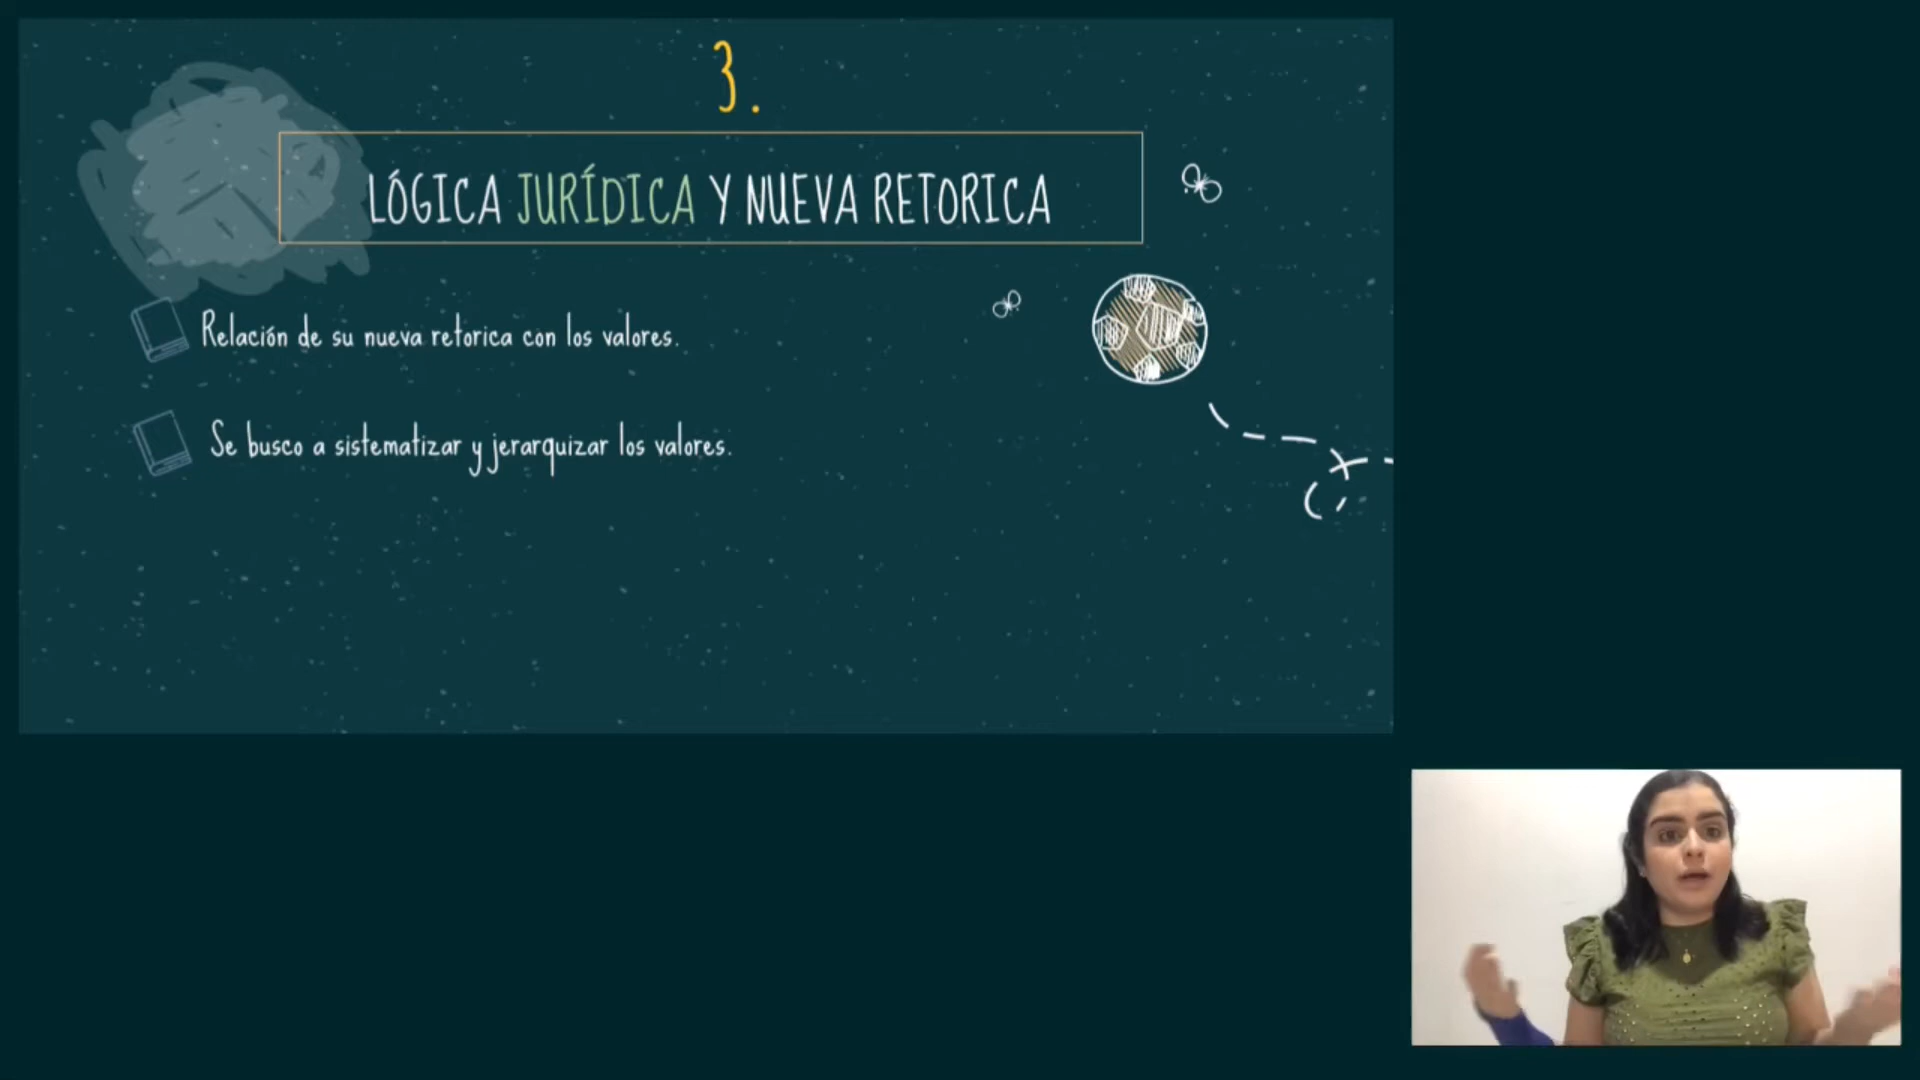 3.
LÓGICA JURÍDICA Y NUEVA RETORICA
Relación de su nueva retorica con los valores.
Se busco a sistematizar y jerarquizar los valores.